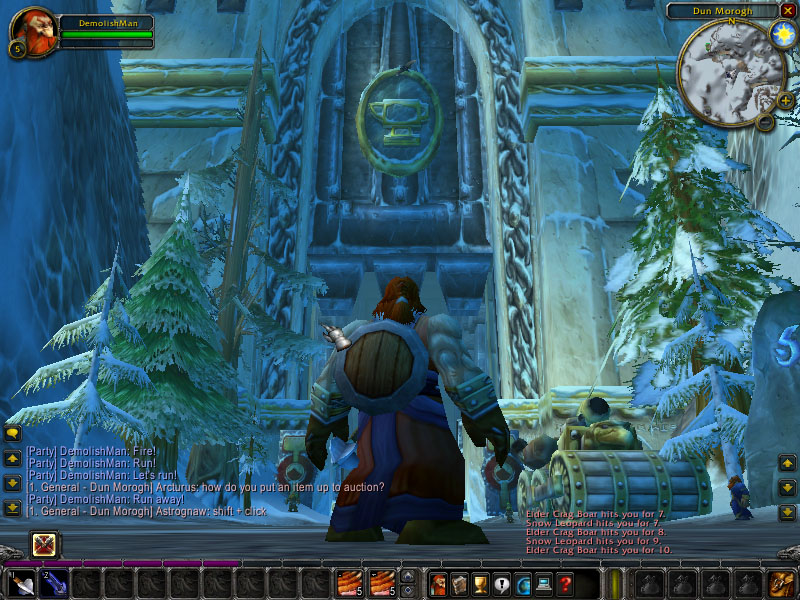 DemolishMan
5
Dun Morogh
N
[Party] DemolishMan: Fire!
[Party] DemolishMan: Run!
[Party] DemolishMan: Let's run!
[1. General - Dun Morogh] Arcturus: how do you put an item up to auction?
[Party] DemolishMan: Run away!
[1. General - Dun Morogh] Astrognaw: shift + click
Elder Crag Boar hits you for 7.
Snow Leopard hits you for 7.
Elder Crag Boar hits you for 8.
Snow Leopard hits you for 9.
Elder Crag Boar hits you for 10.
1
2
5
5